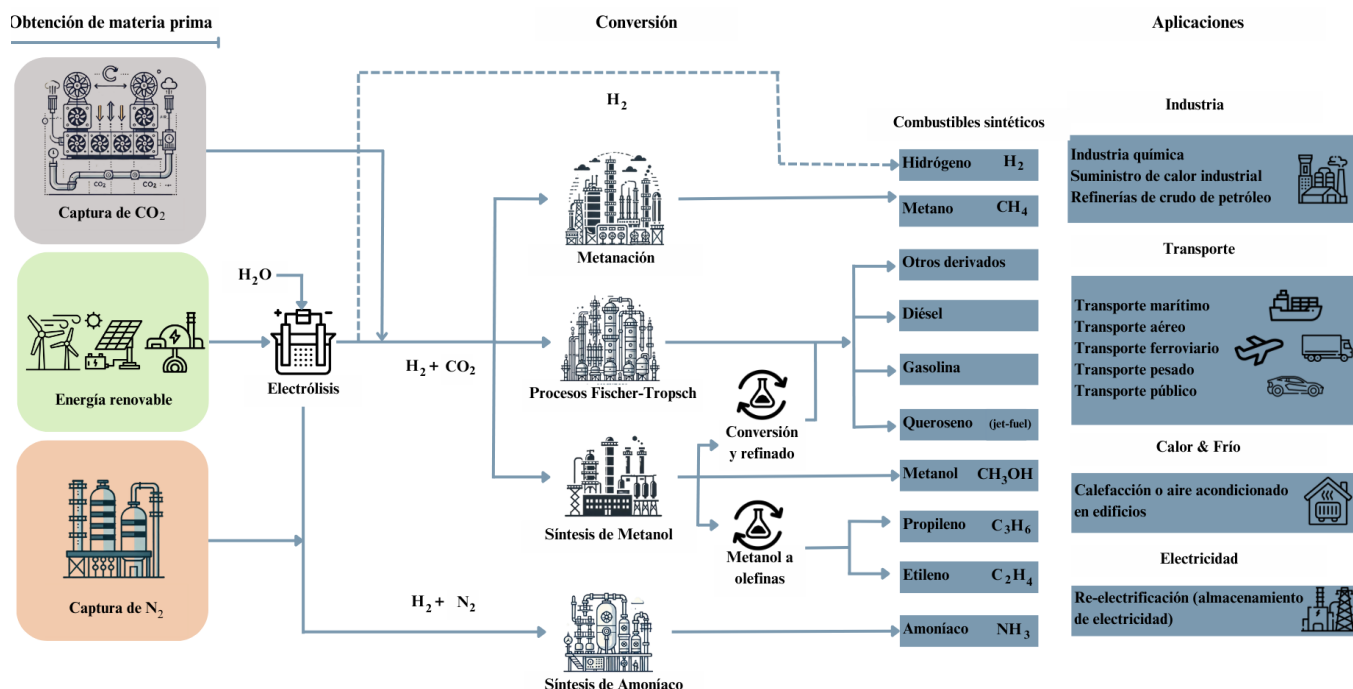 Obtención de materia prima
Conversión
Aplicaciones
CO₂
CO₂
Captura de CO₂
Energía renovable
Captura de N₂
H₂O
Electrólisis
H₂
H₂ + CO₂
H₂ + N₂
Metanación
Procesos Fischer-Tropsch
Síntesis de Metanol
Síntesis de Amoníaco
Conversión
y refinado
Metanol a
olefinas
Combustibles sintéticos
Hidrógeno H₂
Metano CH₄
Otros derivados
Diésel
Gasolina
Queroseno (jet-fuel)
Metanol CH₃OH
Propileno C₃H₆
Etileno C₂H₄
Amoníaco NH₃
Industria
Industria química
Suministro de calor industrial
Refinerías de crudo de petróleo
Transporte
Transporte marítimo
Transporte aéreo
Transporte ferroviario
Transporte pesado
Transporte público
Calor & Frío
Calefacción o aire acondicionado
en edificios
Electricidad
Re-electrificación (almacenamiento
de electricidad)